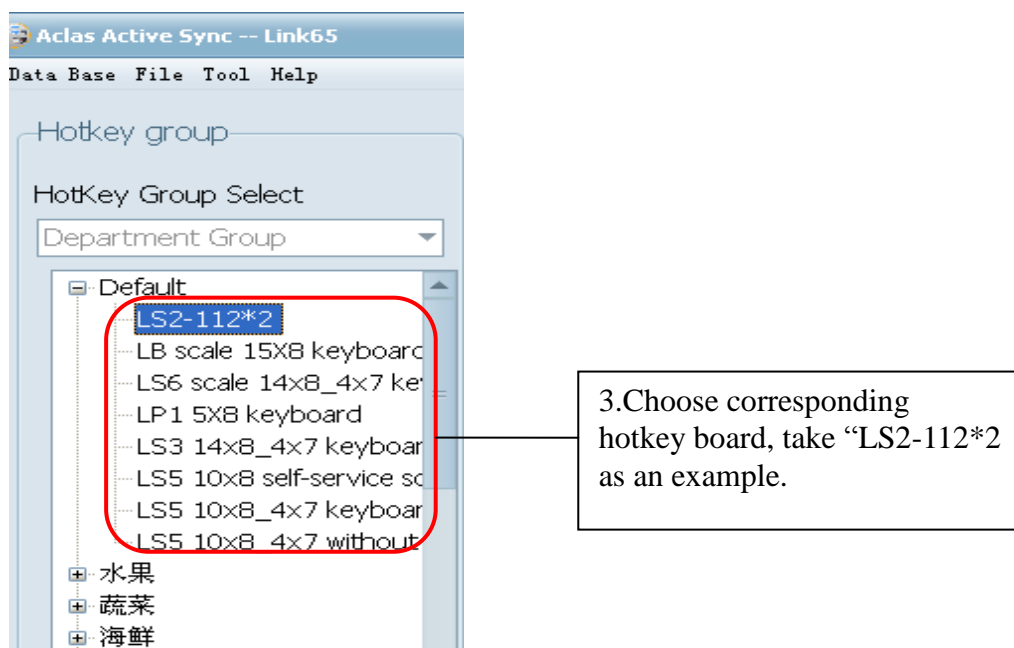 Aclas Active Sync -- Link65
Data Base File Tool Help
Hotkey group
HotKey Group Select
Department Group
Default
LS2-112*2
LB scale 15X8 keyboard
LS6 scale 14x8_4x7 key
LP1 5X8 keyboard
LS3 14x8_4x7 keyboar
LS5 10x8 self-service sc
LS5 10x8_4x7 keyboar
LS5 10x8_4x7 without
水果
蔬菜
海鲜
3.Choose corresponding
hotkey board, take “LS2-112*2
as an example.